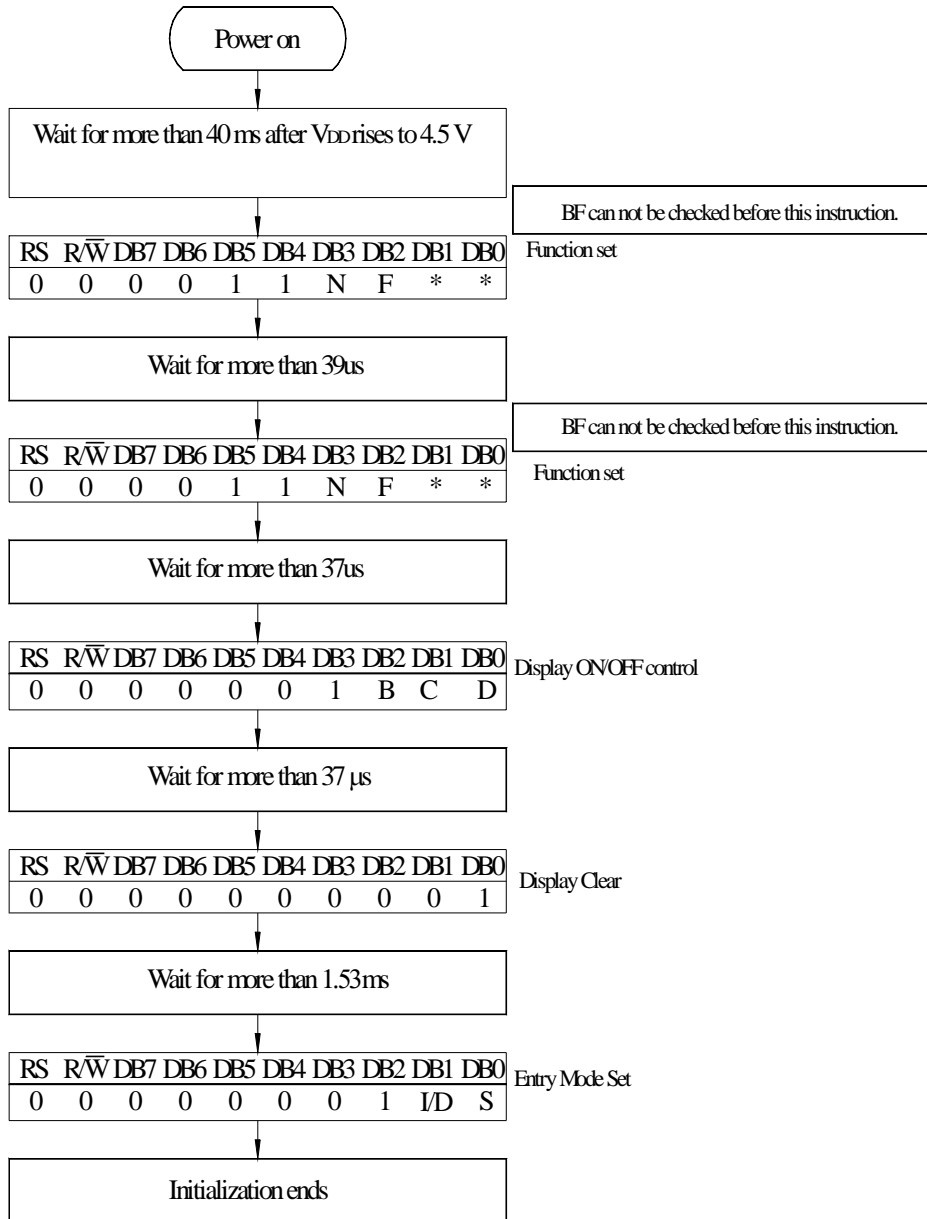 Power on
Wait for more than 40 ms after VDD rises to 4.5 V
BF can not be checked before this instruction.
RS R/W̅ DB7 DB6 DB5 DB4 DB3 DB2 DB1 DB0
Function set
0 0 0 0 1 1 N F * *
Wait for more than 39us
BF can not be checked before this instruction.
RS R/W̅ DB7 DB6 DB5 DB4 DB3 DB2 DB1 DB0
Function set
0 0 0 0 1 1 N F * *
Wait for more than 37us
RS R/W̅ DB7 DB6 DB5 DB4 DB3 DB2 DB1 DB0
Display ON/OFF control
0 0 0 0 0 0 1 B C D
Wait for more than 37 µs
RS R/W̅ DB7 DB6 DB5 DB4 DB3 DB2 DB1 DB0
Display Clear
0 0 0 0 0 0 0 0 0 1
Wait for more than 1.53 ms
RS R/W̅ DB7 DB6 DB5 DB4 DB3 DB2 DB1 DB0
Entry Mode Set
0 0 0 0 0 0 0 1 I/D S
Initialization ends